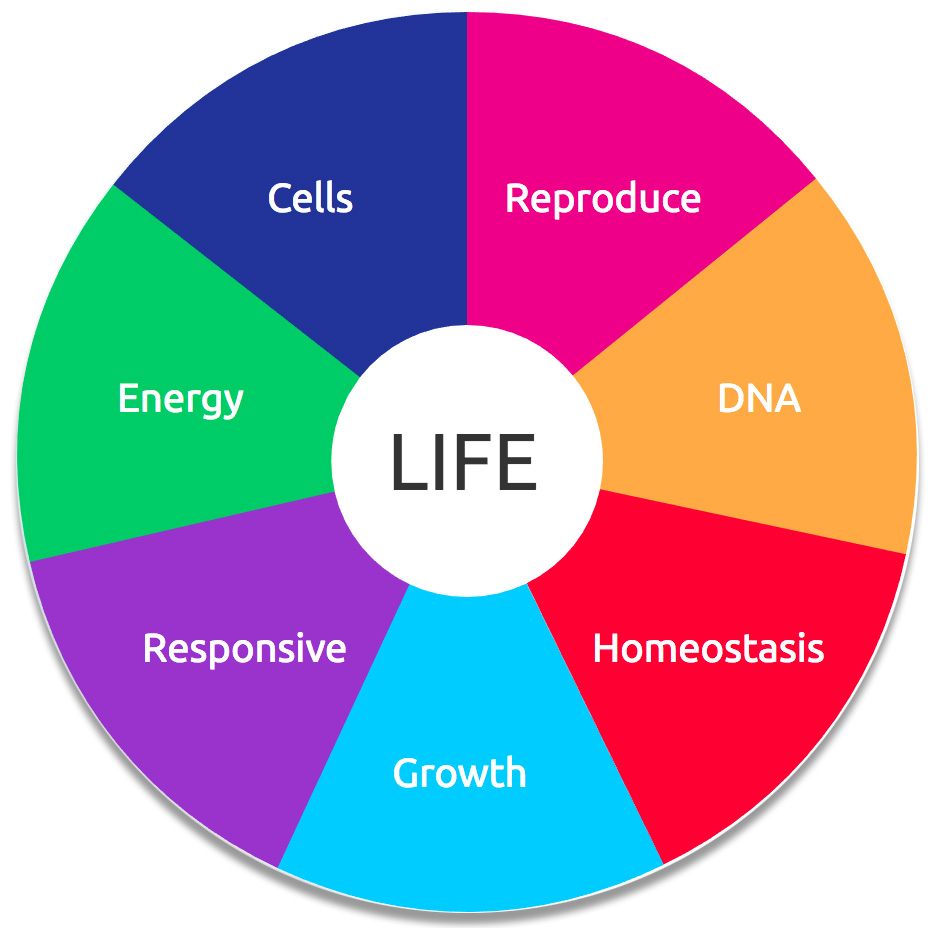 Cells
Reproduce
Energy
DNA
LIFE
Responsive
Homeostasis
Growth